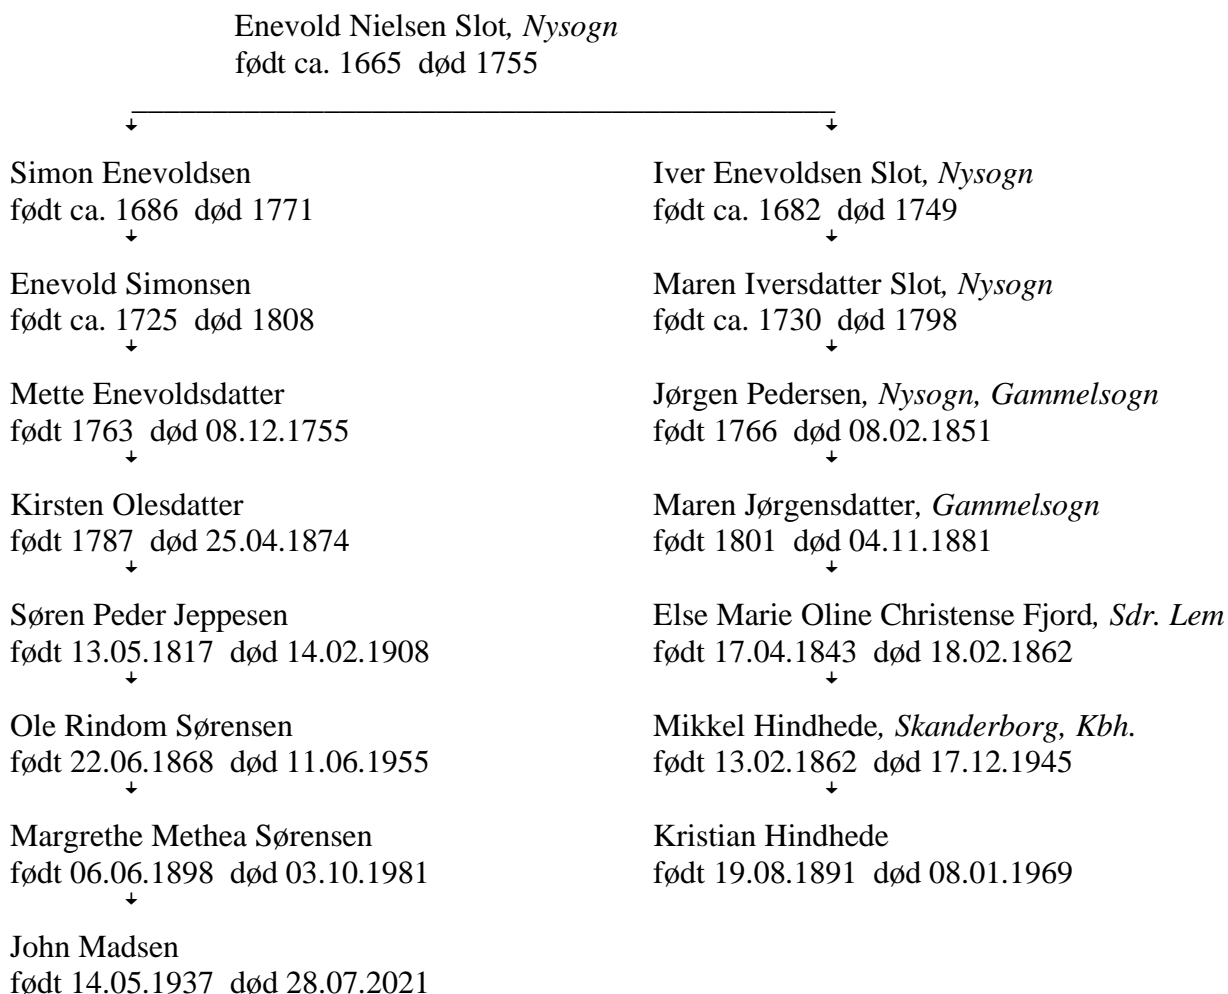 Enevold Nielsen Slot, Nysogn
født ca. 1665 død 1755
Simon Enevoldsen
født ca. 1686 død 1771
Iver Enevoldsen Slot, Nysogn
født ca. 1682 død 1749
Enevold Simonsen
født ca. 1725 død 1808
Maren Iversdatter Slot, Nysogn
født ca. 1730 død 1798
Mette Enevoldsdatter
født 1763 død 08.12.1755
Jørgen Pedersen, Nysogn, Gammelsogn
født 1766 død 08.02.1851
Kirsten Olesdatter
født 1787 død 25.04.1874
Maren Jørgensdatter, Gammelsogn
født 1801 død 04.11.1881
Søren Peder Jeppesen
født 13.05.1817 død 14.02.1908
Else Marie Oline Christense Fjord, Sdr. Lem
født 17.04.1843 død 18.02.1862
Ole Rindom Sørensen
født 22.06.1868 død 11.06.1955
Mikkel Hindhede, Skanderborg, Kbh.
født 13.02.1862 død 17.12.1945
Margrethe Methea Sørensen
født 06.06.1898 død 03.10.1981
Kristian Hindhede
født 19.08.1891 død 08.01.1969
John Madsen
født 14.05.1937 død 28.07.2021